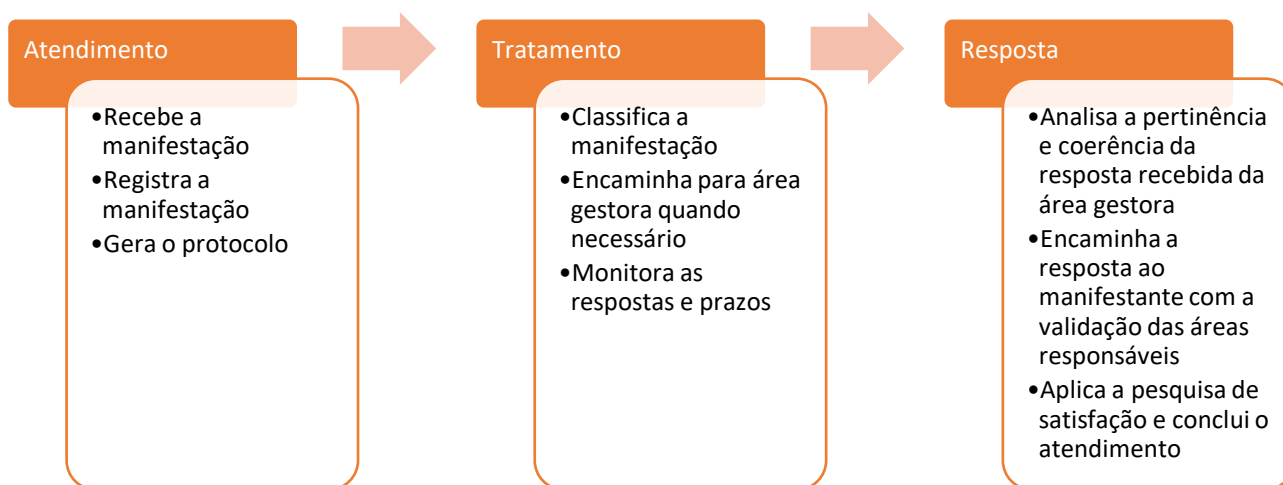 Atendimento
•Recebe a
manifestação
•Registra a
manifestação
•Gera o protocolo
Tratamento
•Classifica a
manifestação
•Encaminha para área
gestora quando
necessário
•Monitora as
respostas e prazos
Resposta
•Analisa a pertinência
e coerência da
resposta recebida da
área gestora
•Encaminha a
resposta ao
manifestante com a
validação das áreas
responsáveis
•Aplica a pesquisa de
satisfação e conclui o
atendimento